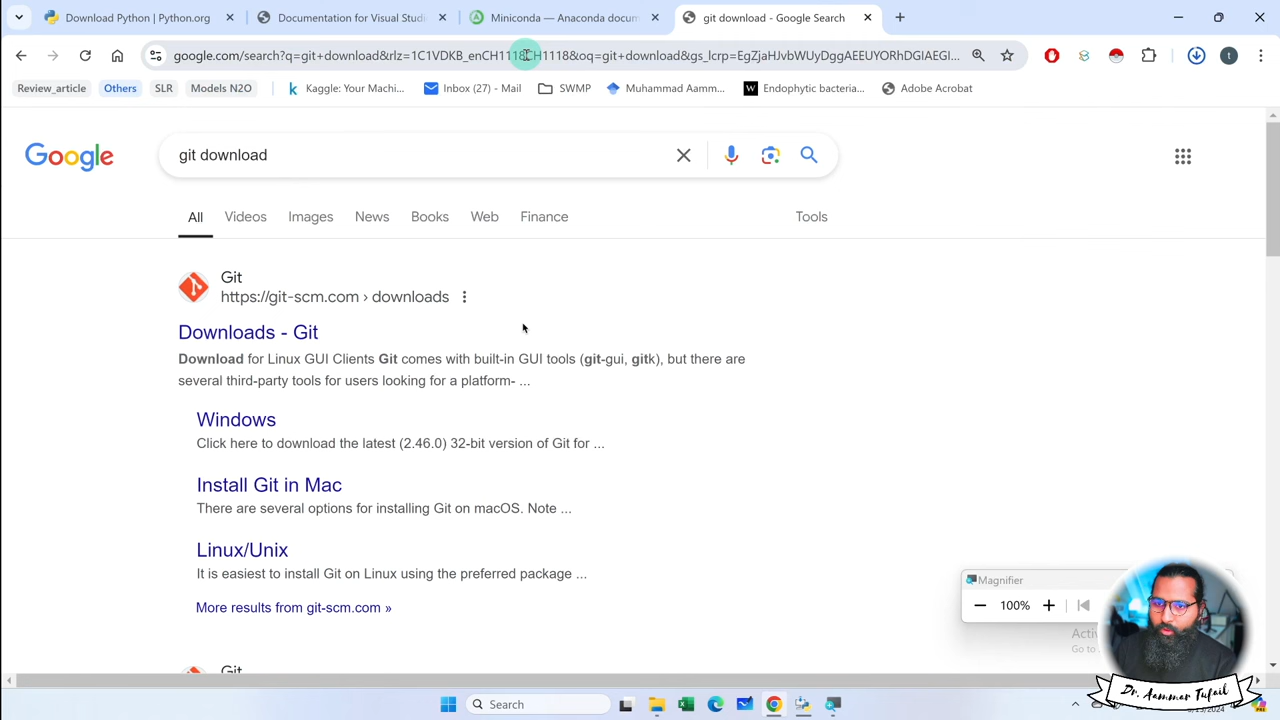 Download Python | Python.org
Documentation for Visual Studi
Miniconda — Anaconda docum
git download - Google Search
google.com/search?q=git+download&rlz=1C1VDKB_enCH1118CH1118&oq=git+download&gs_lcrp=EgZjaHJvbWUyDggAEEUYORhDGIAEGI...
t
Review_article
Others
SLR
Models N2O
Kaggle: Your Machi...
Inbox (27) - Mail
SWMP
Muhammad Aamm...
W
Endophytic bacteria...
Adobe Acrobat
Google
git download
All
Videos
Images
News
Books
Web
Finance
Tools
Git
https://git-scm.com › downloads
Downloads - Git
Download for Linux GUI Clients Git comes with built-in GUI tools (git-gui, gitk), but there are
several third-party tools for users looking for a platform- ...
Windows
Click here to download the latest (2.46.0) 32-bit version of Git for ...
Install Git in Mac
There are several options for installing Git on macOS. Note ...
Linux/Unix
It is easiest to install Git on Linux using the preferred package ...
More results from git-scm.com »
Git
Magnifier
100%
Go to
Dr. Aammar Tufail
Search